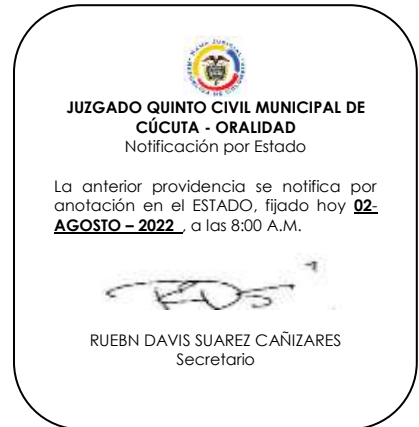 JUZGADO QUINTO CIVIL MUNICIPAL DE
CÚCUTA - ORALIDAD
Notificación por Estado
La anterior providencia se notifica por
anotación en el ESTADO, fijado hoy 02-
AGOSTO – 2022 , a las 8:00 A.M.
RUEBN DAVIS SUAREZ CAÑIZARES
Secretario